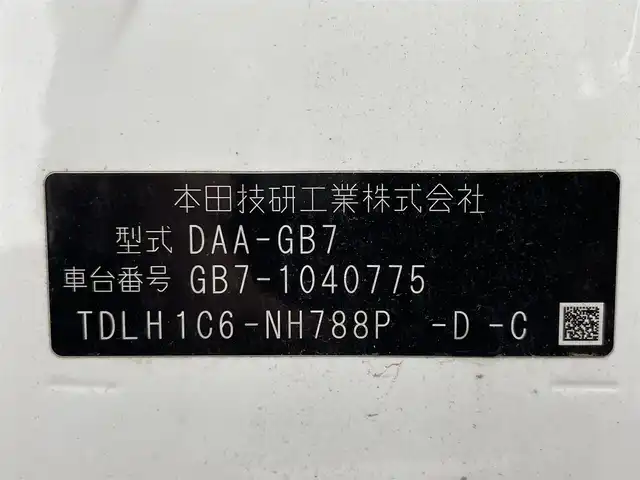 本田技研工業株式会社
型式 DAA-GB7
車台番号 GB7-1040775
TDLH1C6-NH788P -D -C